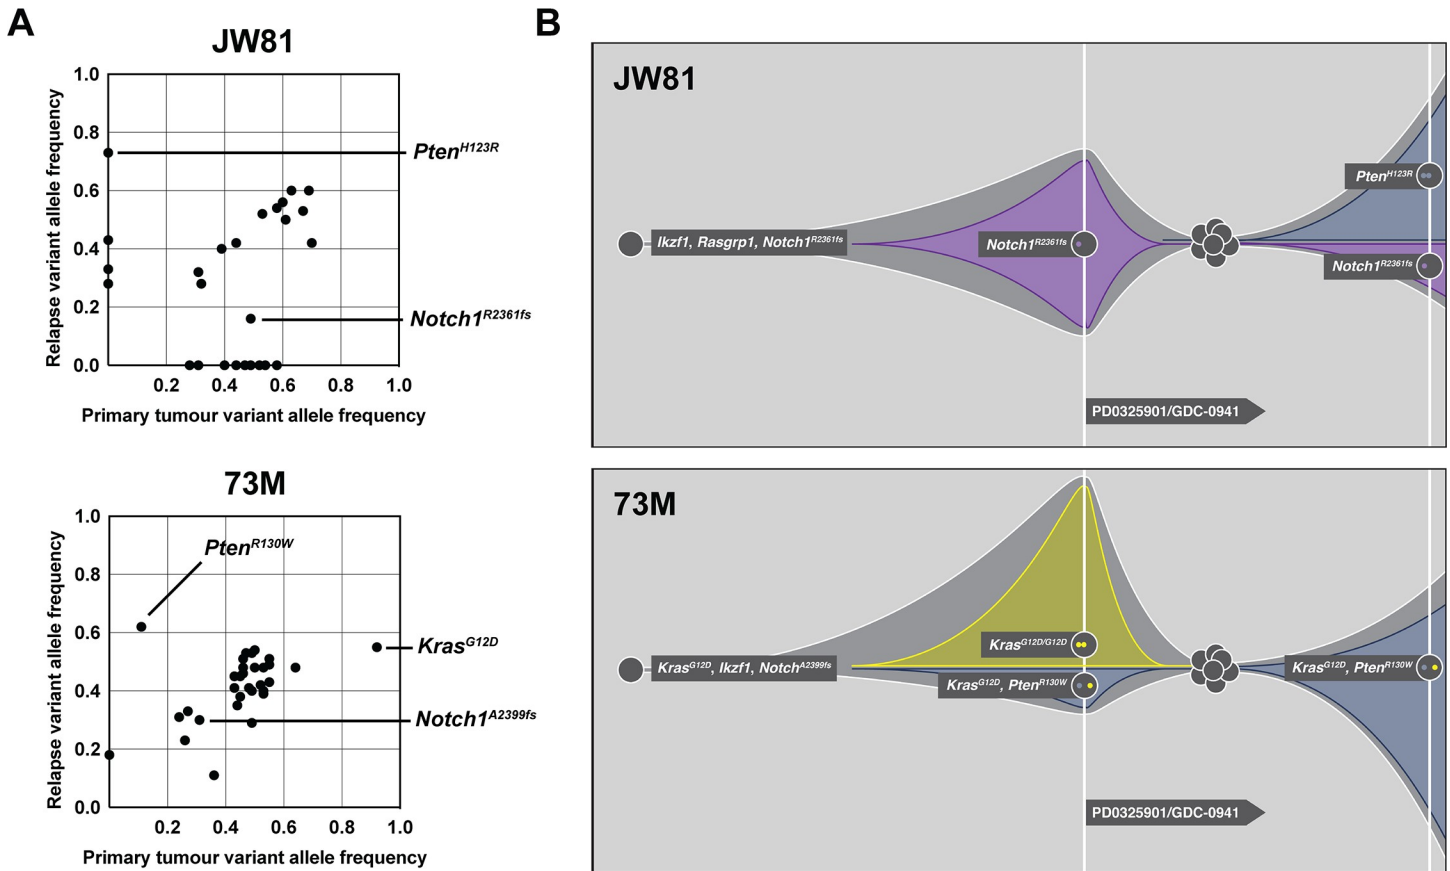 A
JW81
Relapse variant allele frequency
1.0
0.8
0.6
0.4
0.2
0.0
0.2 0.4 0.6 0.8 1.0
Primary tumour variant allele frequency
Pten^H123R
Notch1^R2361fs
73M
Relapse variant allele frequency
1.0
0.8
0.6
0.4
0.2
0.0
0.2 0.4 0.6 0.8 1.0
Primary tumour variant allele frequency
Pten^R130W
Kras^G12D
Notch1^A2399fs
B
JW81
Ikzf1, Rasgrp1, Notch1^R2361fs
Notch1^R2361fs
Pten^H123R
Notch1^R2361fs
PD0325901/GDC-0941
73M
Kras^G12D, Ikzf1, Notch^A2399fs
Kras^G12D/G12D
Kras^G12D, Pten^R130W
Kras^G12D, Pten^R130W
PD0325901/GDC-0941